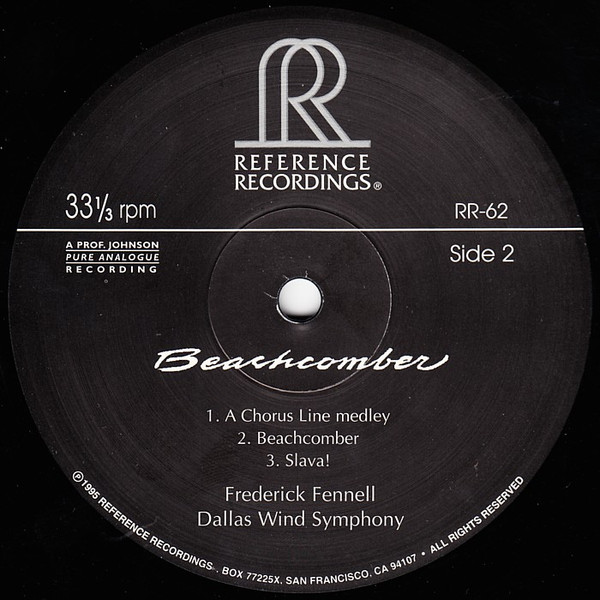 RR
REFERENCE
RECORDINGS®
33⅓ rpm
RR-62
A PROF. JOHNSON
PURE ANALOGUE
RECORDING
Side 2
Beachcomber
1. A Chorus Line medley
2. Beachcomber
3. Slava!
Frederick Fennell
Dallas Wind Symphony
℗1995 REFERENCE RECORDINGS . BOX 77225X, SAN FRANCISCO, CA 94107 • ALL RIGHTS RESERVED